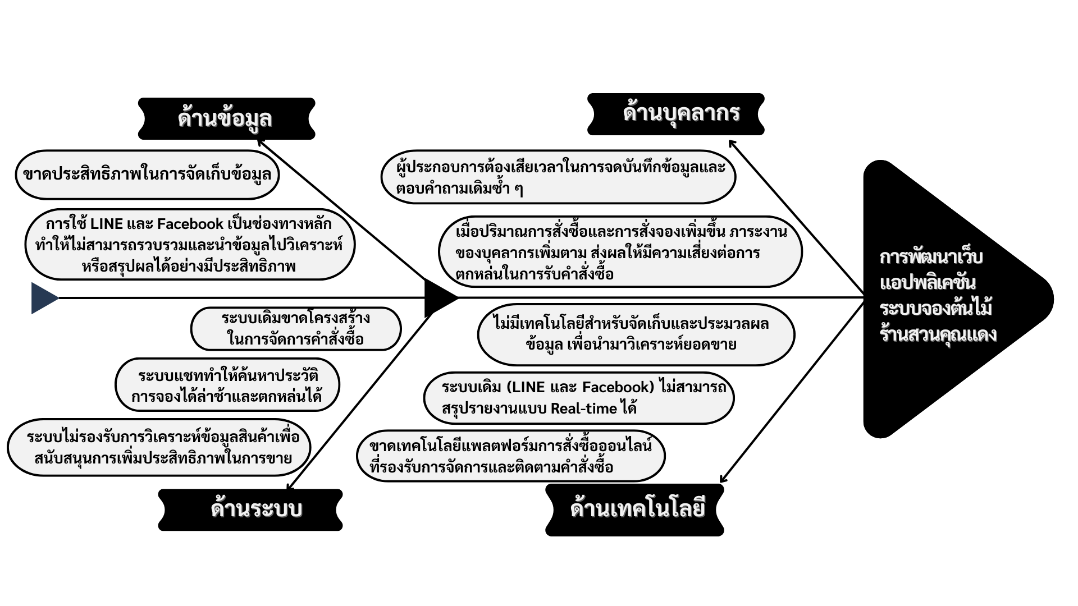 ด้านข้อมูล
ขาดประสิทธิภาพในการจัดเก็บข้อมูล
การใช้ LINE และ Facebook เป็นช่องทางหลัก
ทำให้ไม่สามารถรวบรวมและนำข้อมูลไปวิเคราะห์
หรือสรุปผลได้อย่างมีประสิทธิภาพ
ด้านบุคลากร
ผู้ประกอบการต้องเสียเวลาในการจดบันทึกข้อมูลและ
ตอบคำถามเดิมซ้ำ ๆ
เมื่อปริมาณการสั่งซื้อและการสั่งจองเพิ่มขึ้น ภาระงาน
ของบุคลากรเพิ่มตาม ส่งผลให้มีความเสี่ยงต่อการ
ตกหล่นในการรับคำสั่งซื้อ
การพัฒนาเว็บ
แอปพลิเคชัน
ระบบจองต้นไม้
ร้านสวนคุณแดง
ระบบเดิมขาดโครงสร้าง
ในการจัดการคำสั่งซื้อ
ระบบแชททำให้ค้นหาประวัติ
การจองได้ล่าช้าและตกหล่นได้
ระบบไม่รองรับการวิเคราะห์ข้อมูลสินค้าเพื่อ
สนับสนุนการเพิ่มประสิทธิภาพในการขาย
ด้านระบบ
ไม่มีเทคโนโลยีสำหรับจัดเก็บและประมวลผล
ข้อมูล เพื่อนำมาวิเคราะห์ยอดขาย
ระบบเดิม (LINE และ Facebook) ไม่สามารถ
สรุปรายงานแบบ Real-time ได้
ขาดเทคโนโลยีแพลตฟอร์มการสั่งซื้อออนไลน์
ที่รองรับการจัดการและติดตามคำสั่งซื้อ
ด้านเทคโนโลยี